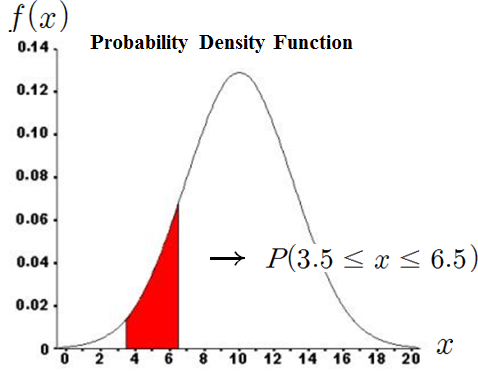 f(x)
Probability Density Function
0.14
0.12
0.10
0.08
0.06
0.04
0.02
0
→ P(3.5 ≤ x ≤ 6.5)
0 2 4 6 8 10 12 14 16 18 20
x